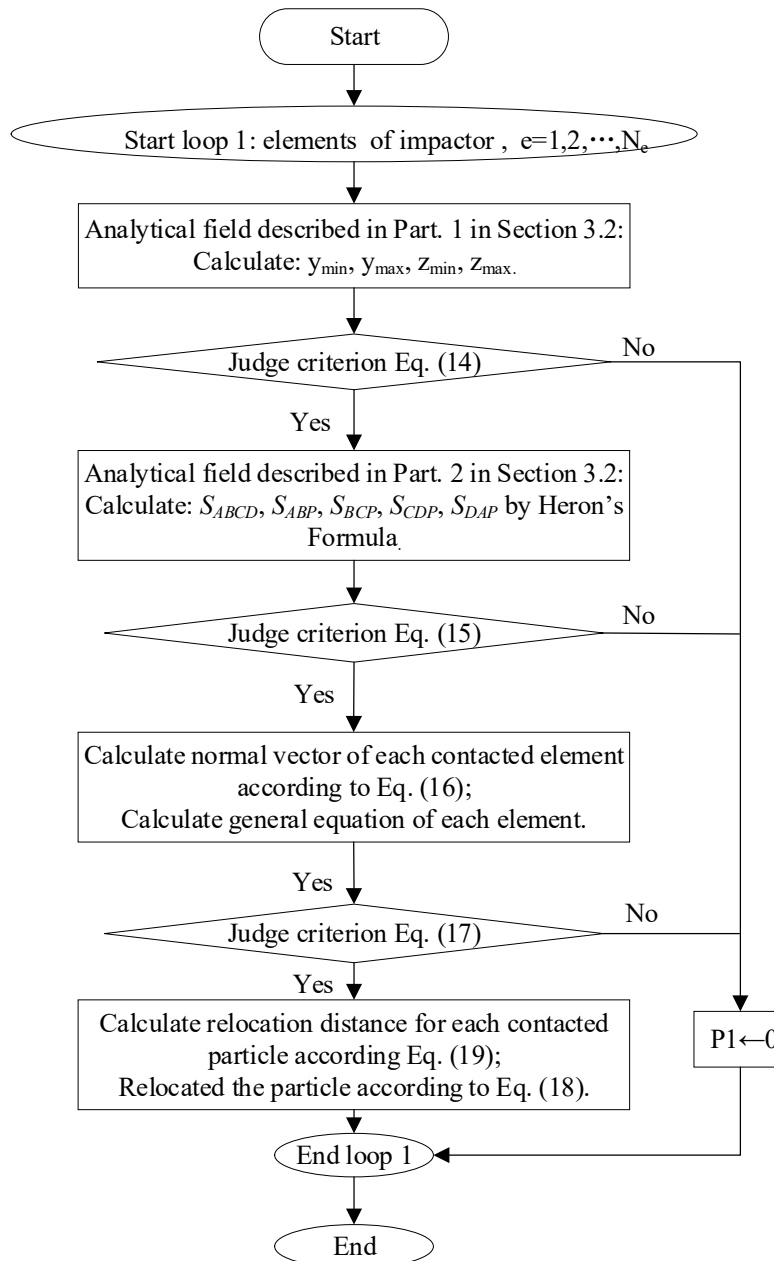 Start
Start loop 1: elements of impactor , e=1,2,⋯,Ne
Analytical field described in Part. 1 in Section 3.2:
Calculate: ymin, ymax, zmin, zmax.
Judge criterion Eq. (14)
No
Yes
Analytical field described in Part. 2 in Section 3.2:
Calculate: SABCD, SABP, SBCP, SCDP, SDAP by Heron’s
Formula.
Judge criterion Eq. (15)
No
Yes
Calculate normal vector of each contacted element
according to Eq. (16);
Calculate general equation of each element.
Yes
Judge criterion Eq. (17)
No
Yes
Calculate relocation distance for each contacted
particle according Eq. (19);
Relocated the particle according to Eq. (18).
P1←0
End loop 1
End